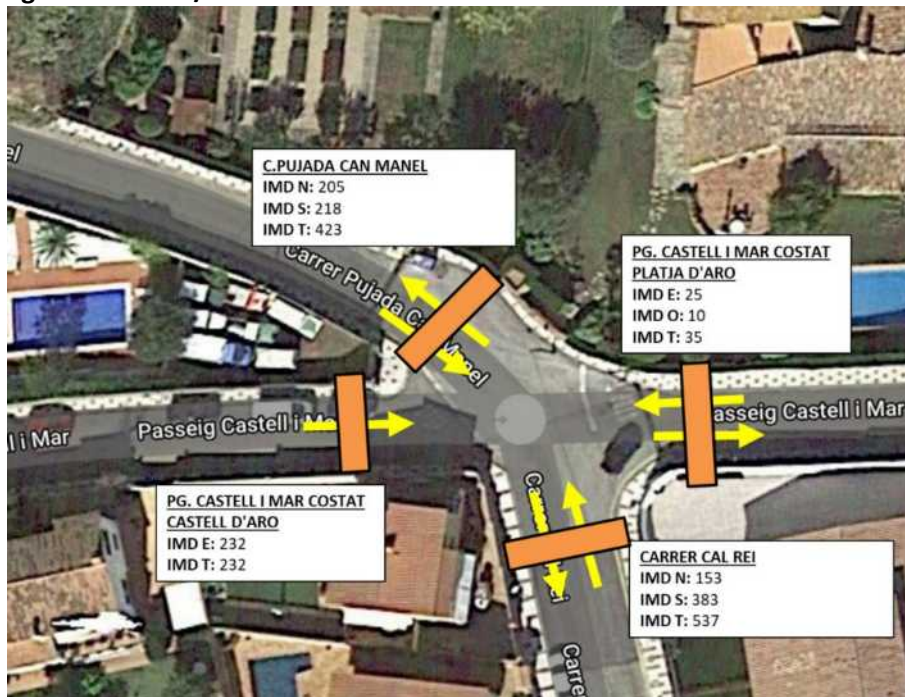 C.PUJADA CAN MANEL
IMD N: 205
IMD S: 218
IMD T: 423
PG. CASTELL I MAR COSTAT
PLATJA D'ARO
IMD E: 25
IMD O: 10
IMD T: 35
Carrer Pujada Ca
Manel
Passeig Castell i M
asseig Castell i Mar
l i Mar
PG. CASTELL I MAR COSTAT
CASTELL D'ARO
IMD E: 232
IMD T: 232
CARRER CAL REI
IMD N: 153
IMD S: 383
IMD T: 537
Carre